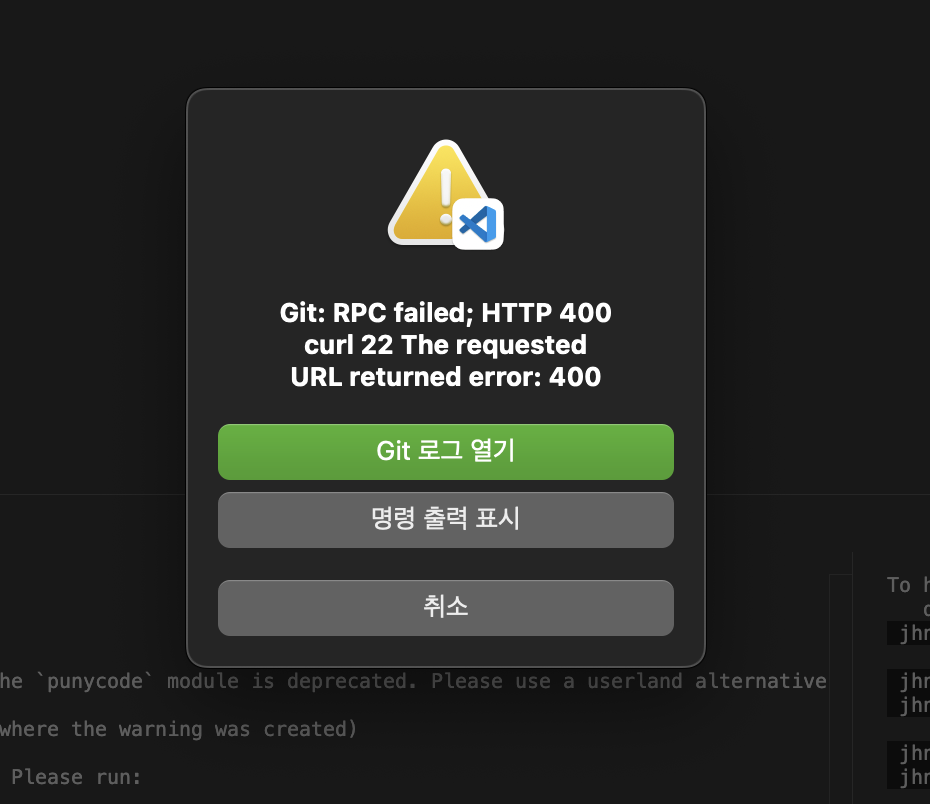 Git: RPC failed; HTTP 400
curl 22 The requested
URL returned error: 400
Git 로그 열기
명령 출력 표시
취소
he `punycode` module is deprecated. Please use a userland alternative
where the warning was created)
Please run:
To h
jhr
jhr
jhr
jhr
jhr